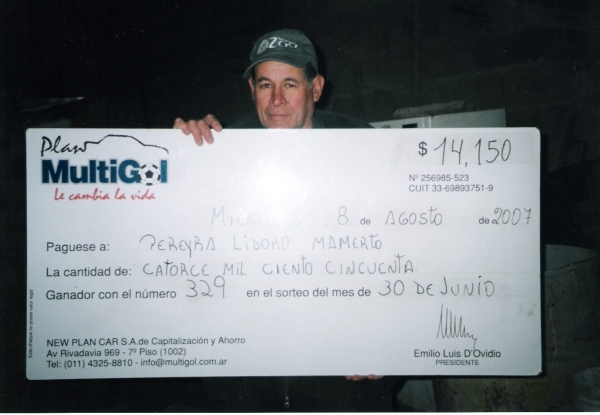 2GO
Plan
MultiGol
Le cambia la vida
$ 14,150
Nº 256985-523
CUIT 33-69893751-9
8 de AGOSTO de 2007
Paguese a: PEREYRA LIDORO MAMERTO
La cantidad de: CATORCE MIL CIENTO CINCUENTA
Ganador con el número 329 en el sorteo del mes de 30 DE JUNIO
NEW PLAN CAR S.A. de Capitalización y Ahorro
Av Rivadavia 969 - 7º Piso (1002)
Tel: (011) 4325-8810 - info@multigol.com.ar
Emilio Luis D'Ovidio
PRESIDENTE